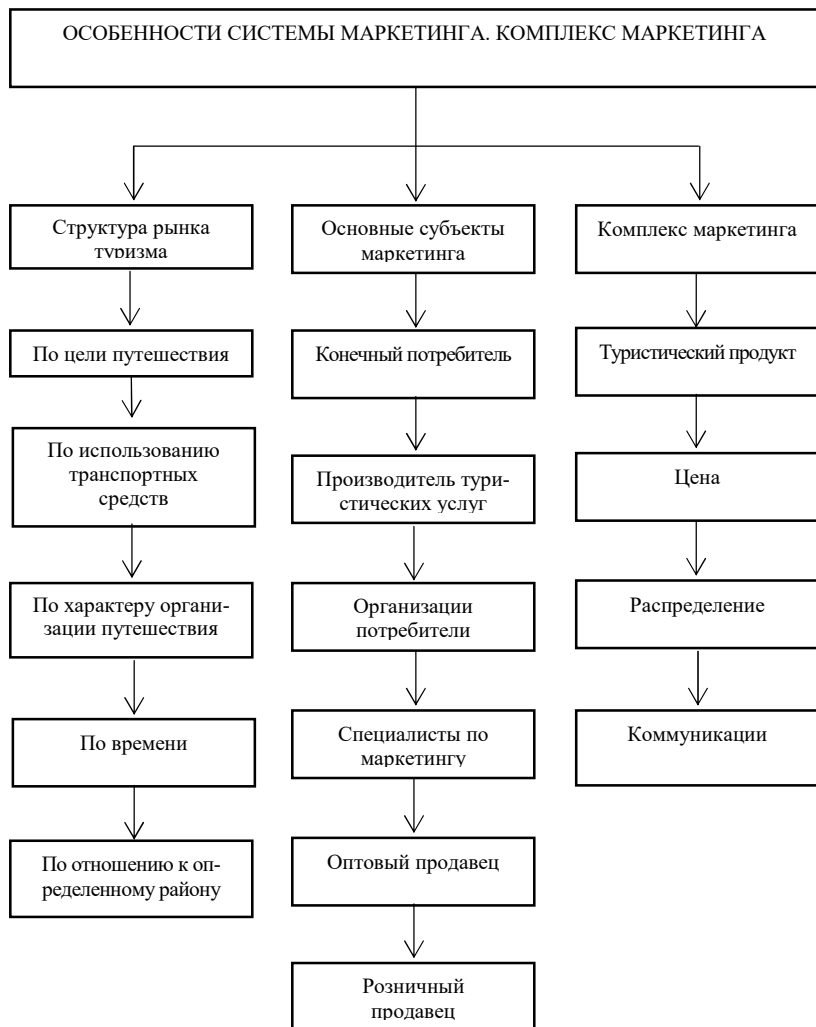 ОСОБЕННОСТИ СИСТЕМЫ МАРКЕТИНГА. КОМПЛЕКС МАРКЕТИНГА
Структура рынка
туризма
По цели путешествия
По использованию
транспортных
средств
По характеру органи-
зации путешествия
По времени
По отношению к оп-
ределенному району
Основные субъекты
маркетинга
Конечный потребитель
Производитель тури-
стических услуг
Организации
потребители
Специалисты по
маркетингу
Оптовый продавец
Розничный
продавец
Комплекс маркетинга
Туристический продукт
Цена
Распределение
Коммуникации